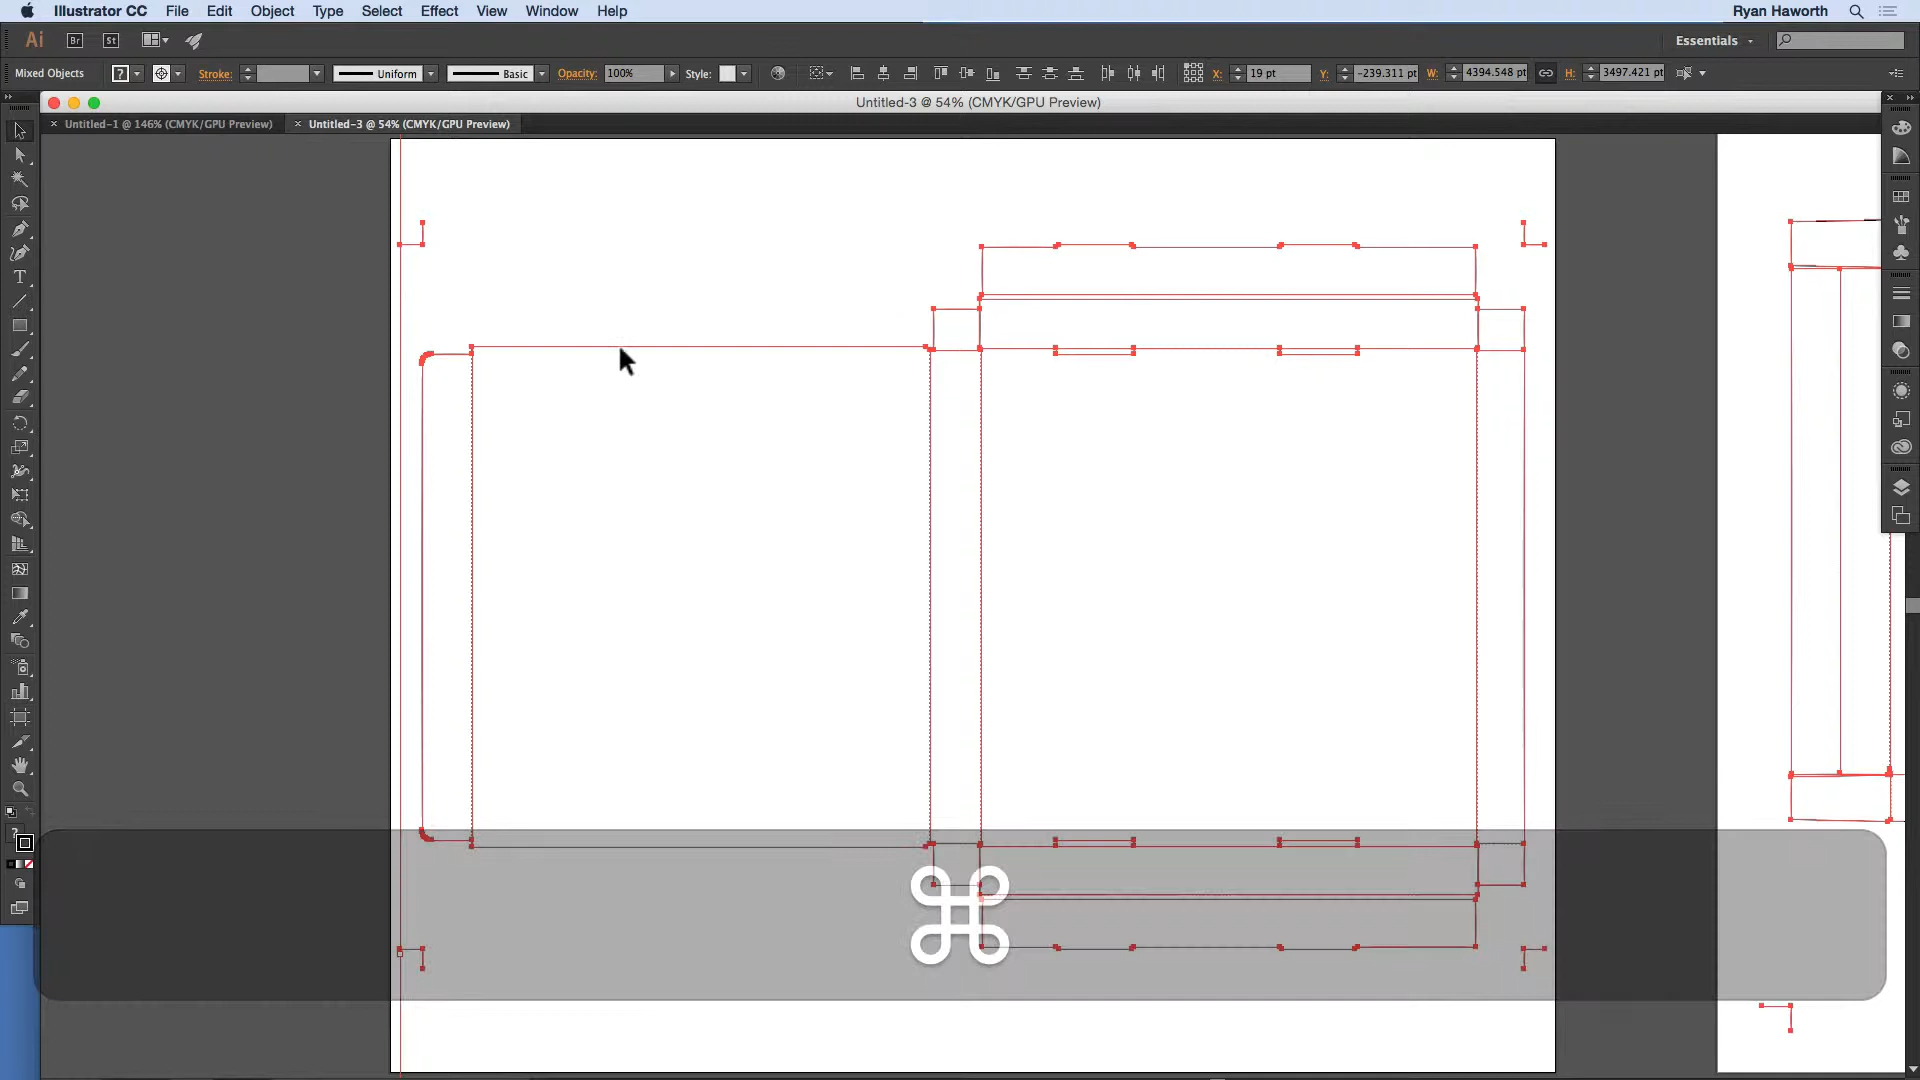 Illustrator CC File Edit Object Type Select Effect View Window Help Ryan Haworth
Ai Br St Essentials
Mixed Objects ? Stroke: Uniform Basic Opacity: 100% Style: X: 19 pt Y: -239.311 pt W: 4394.548 pt H: 3497.421 pt
Untitled-3 @ 54% (CMYK/GPU Preview)
× Untitled-1 @ 146% (CMYK/GPU Preview) × Untitled-3 @ 54% (CMYK/GPU Preview)
T
?
⌘